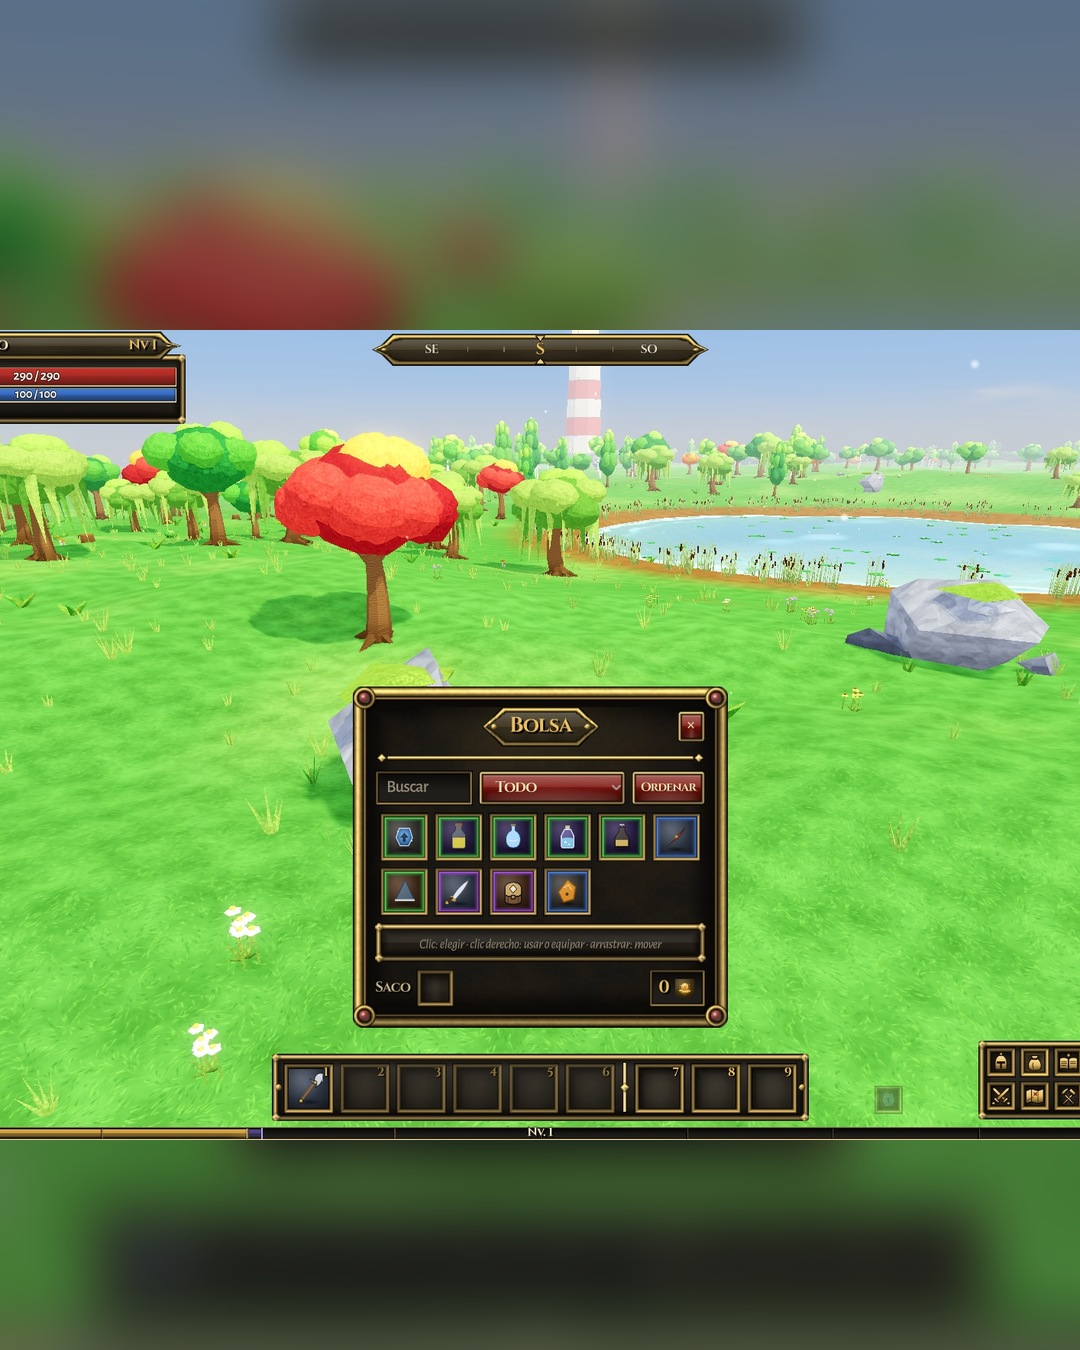 O NV 1
290/290
100/100
SE S SO
BOLSA
×
Buscar TODO ORDENAR
Clic: elegir · clic derecho: usar o equipar · arrastrar: mover
SACO 0
1 2 3 4 5 6 7 8 9
NV. 1